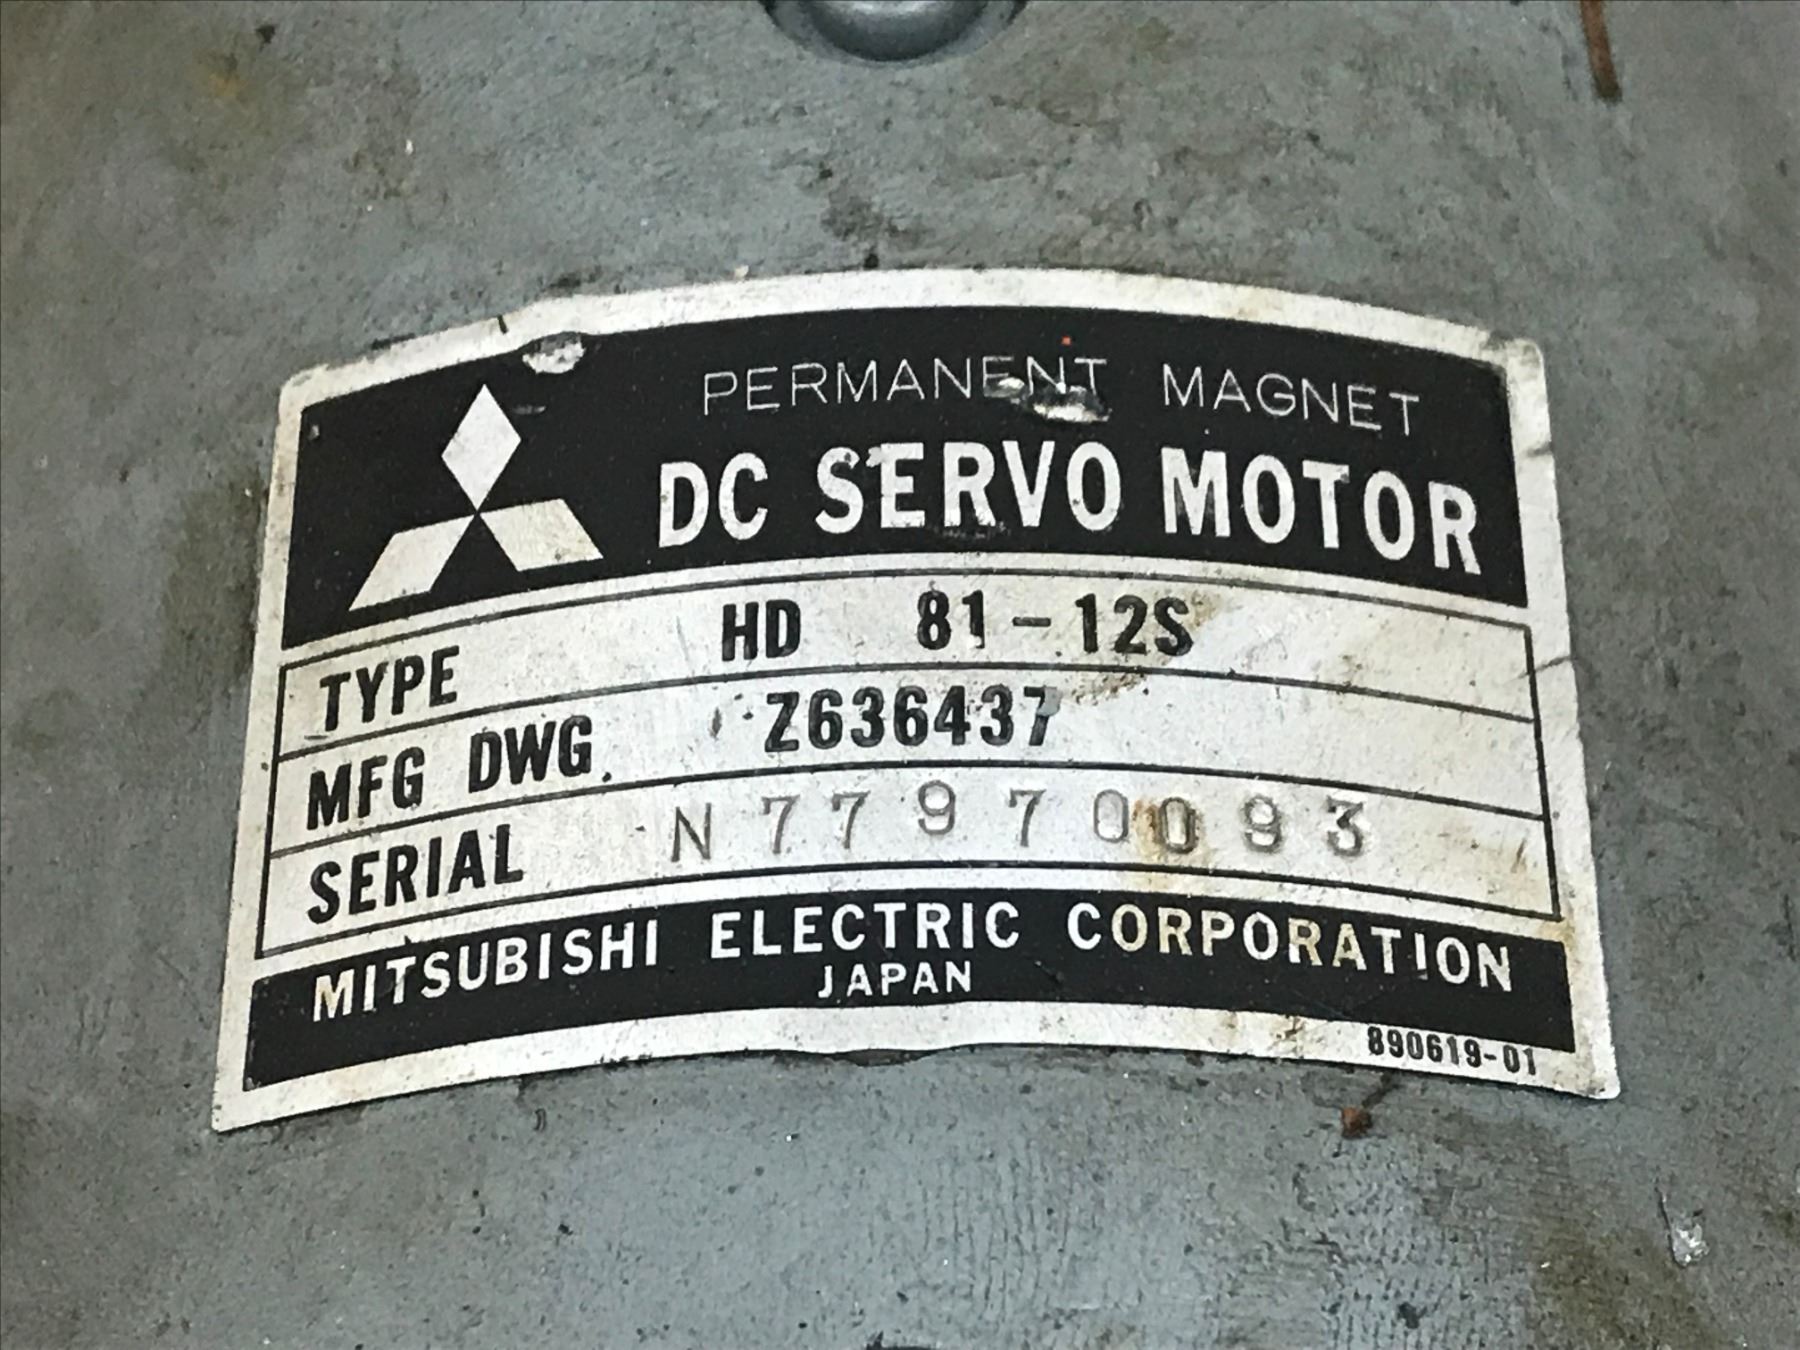 PERMANENT MAGNET
DC SERVO MOTOR
TYPE HD 81-12S
MFG DWG. Z636437
SERIAL N77970093
MITSUBISHI ELECTRIC CORPORATION
JAPAN
890619-01